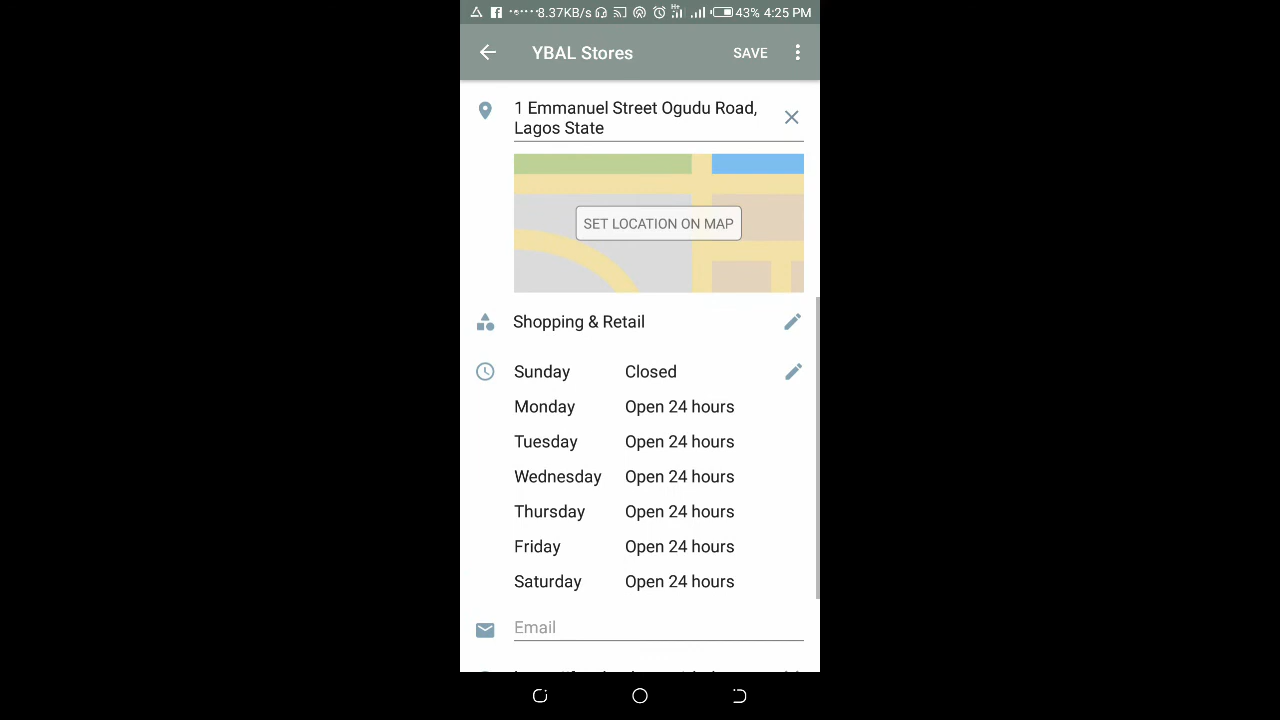 8.37KB/s H+ 43% 4:25 PM
YBAL Stores SAVE
1 Emmanuel Street Ogudu Road,
Lagos State
SET LOCATION ON MAP
Shopping & Retail
Sunday Closed
Monday Open 24 hours
Tuesday Open 24 hours
Wednesday Open 24 hours
Thursday Open 24 hours
Friday Open 24 hours
Saturday Open 24 hours
Email